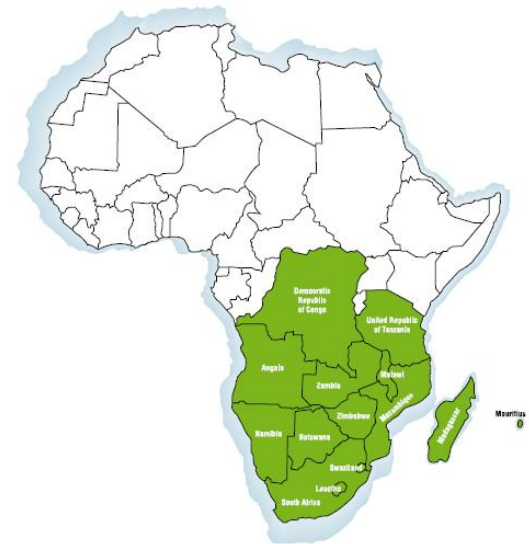 Democratic
Republic
of Congo
United Republic
of Tanzania
Angola
Malawi
Zambia
Mozambique
Mauritius
Zimbabwe
Madagascar
Namibia
Botswana
Swaziland
Lesotho
South Africa